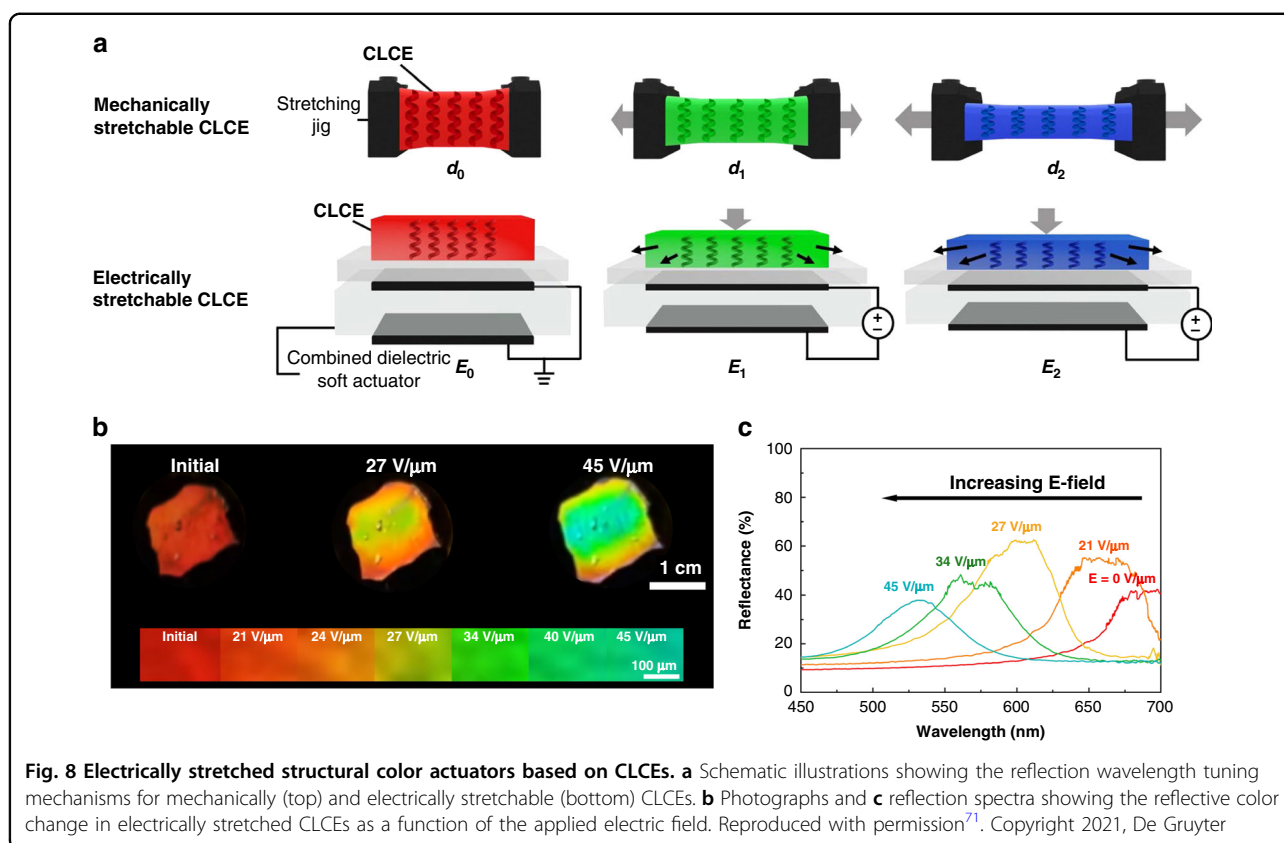 a
CLCE
Mechanically
stretchable CLCE
Stretching
jig
d0
d1
d2
CLCE
Electrically
stretchable CLCE
Combined dielectric
soft actuator
E0
E1
E2
+
−
+
−
b
Initial
27 V/μm
45 V/μm
1 cm
Initial 21 V/μm 24 V/μm 27 V/μm 34 V/μm 40 V/μm 45 V/μm
100 μm
c
100
80
60
40
20
0
Reflectance (%)
Increasing E-field
27 V/μm
21 V/μm
34 V/μm
E = 0 V/μm
45 V/μm
450 500 550 600 650 700
Wavelength (nm)
Fig. 8 Electrically stretched structural color actuators based on CLCEs. a Schematic illustrations showing the reflection wavelength tuning
mechanisms for mechanically (top) and electrically stretchable (bottom) CLCEs. b Photographs and c reflection spectra showing the reflective color
change in electrically stretched CLCEs as a function of the applied electric field. Reproduced with permission71. Copyright 2021, De Gruyter